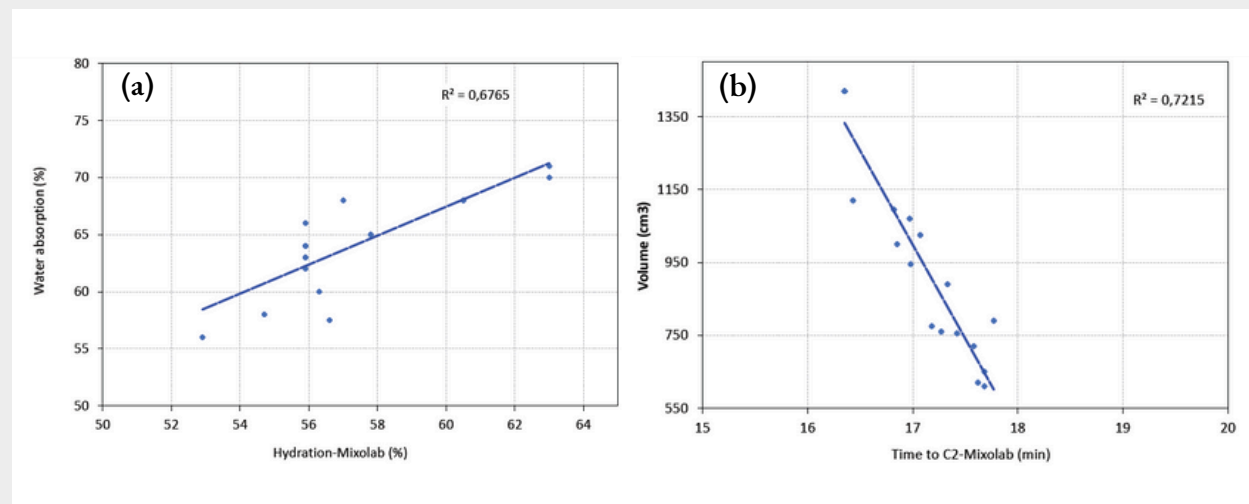 (a)
R² = 0,6765
80
75
70
65
60
55
50
Water absorption (%)
50 52 54 56 58 60 62 64
Hydration-Mixolab (%)
(b)
R² = 0,7215
1350
1150
950
750
550
Volume (cm3)
15 16 17 18 19 20
Time to C2-Mixolab (min)